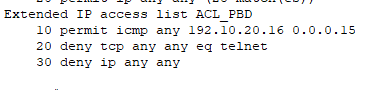 Extended IP access list ACL_PBD
10 permit icmp any 192.10.20.16 0.0.0.15
20 deny tcp any any eq telnet
30 deny ip any any